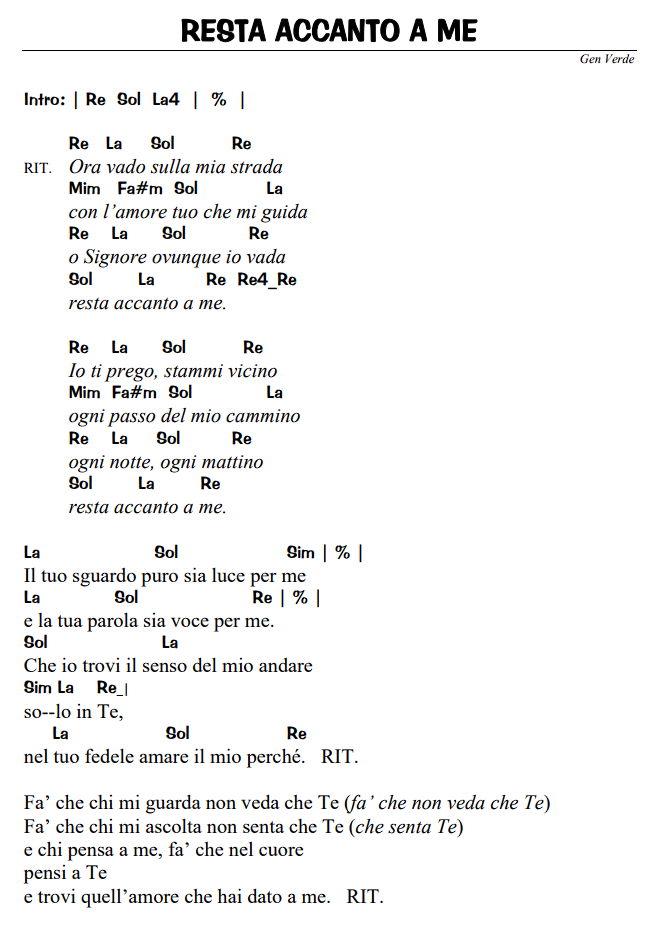 RESTA ACCANTO A ME
Gen Verde
Intro: | Re Sol La4 | % |
Re La Sol Re
RIT. Ora vado sulla mia strada
Mim Fa#m Sol La
con l’amore tuo che mi guida
Re La Sol Re
o Signore ovunque io vada
Sol La Re Re4_Re
resta accanto a me.
Re La Sol Re
Io ti prego, stammi vicino
Mim Fa#m Sol La
ogni passo del mio cammino
Re La Sol Re
ogni notte, ogni mattino
Sol La Re
resta accanto a me.
La Sol Sim | % |
Il tuo sguardo puro sia luce per me
La Sol Re | % |
e la tua parola sia voce per me.
Sol La
Che io trovi il senso del mio andare
Sim La Re_|
so--lo in Te,
La Sol Re
nel tuo fedele amare il mio perché. RIT.
Fa’ che chi mi guarda non veda che Te (fa’ che non veda che Te)
Fa’ che chi mi ascolta non senta che Te (che senta Te)
e chi pensa a me, fa’ che nel cuore
pensi a Te
e trovi quell’amore che hai dato a me. RIT.